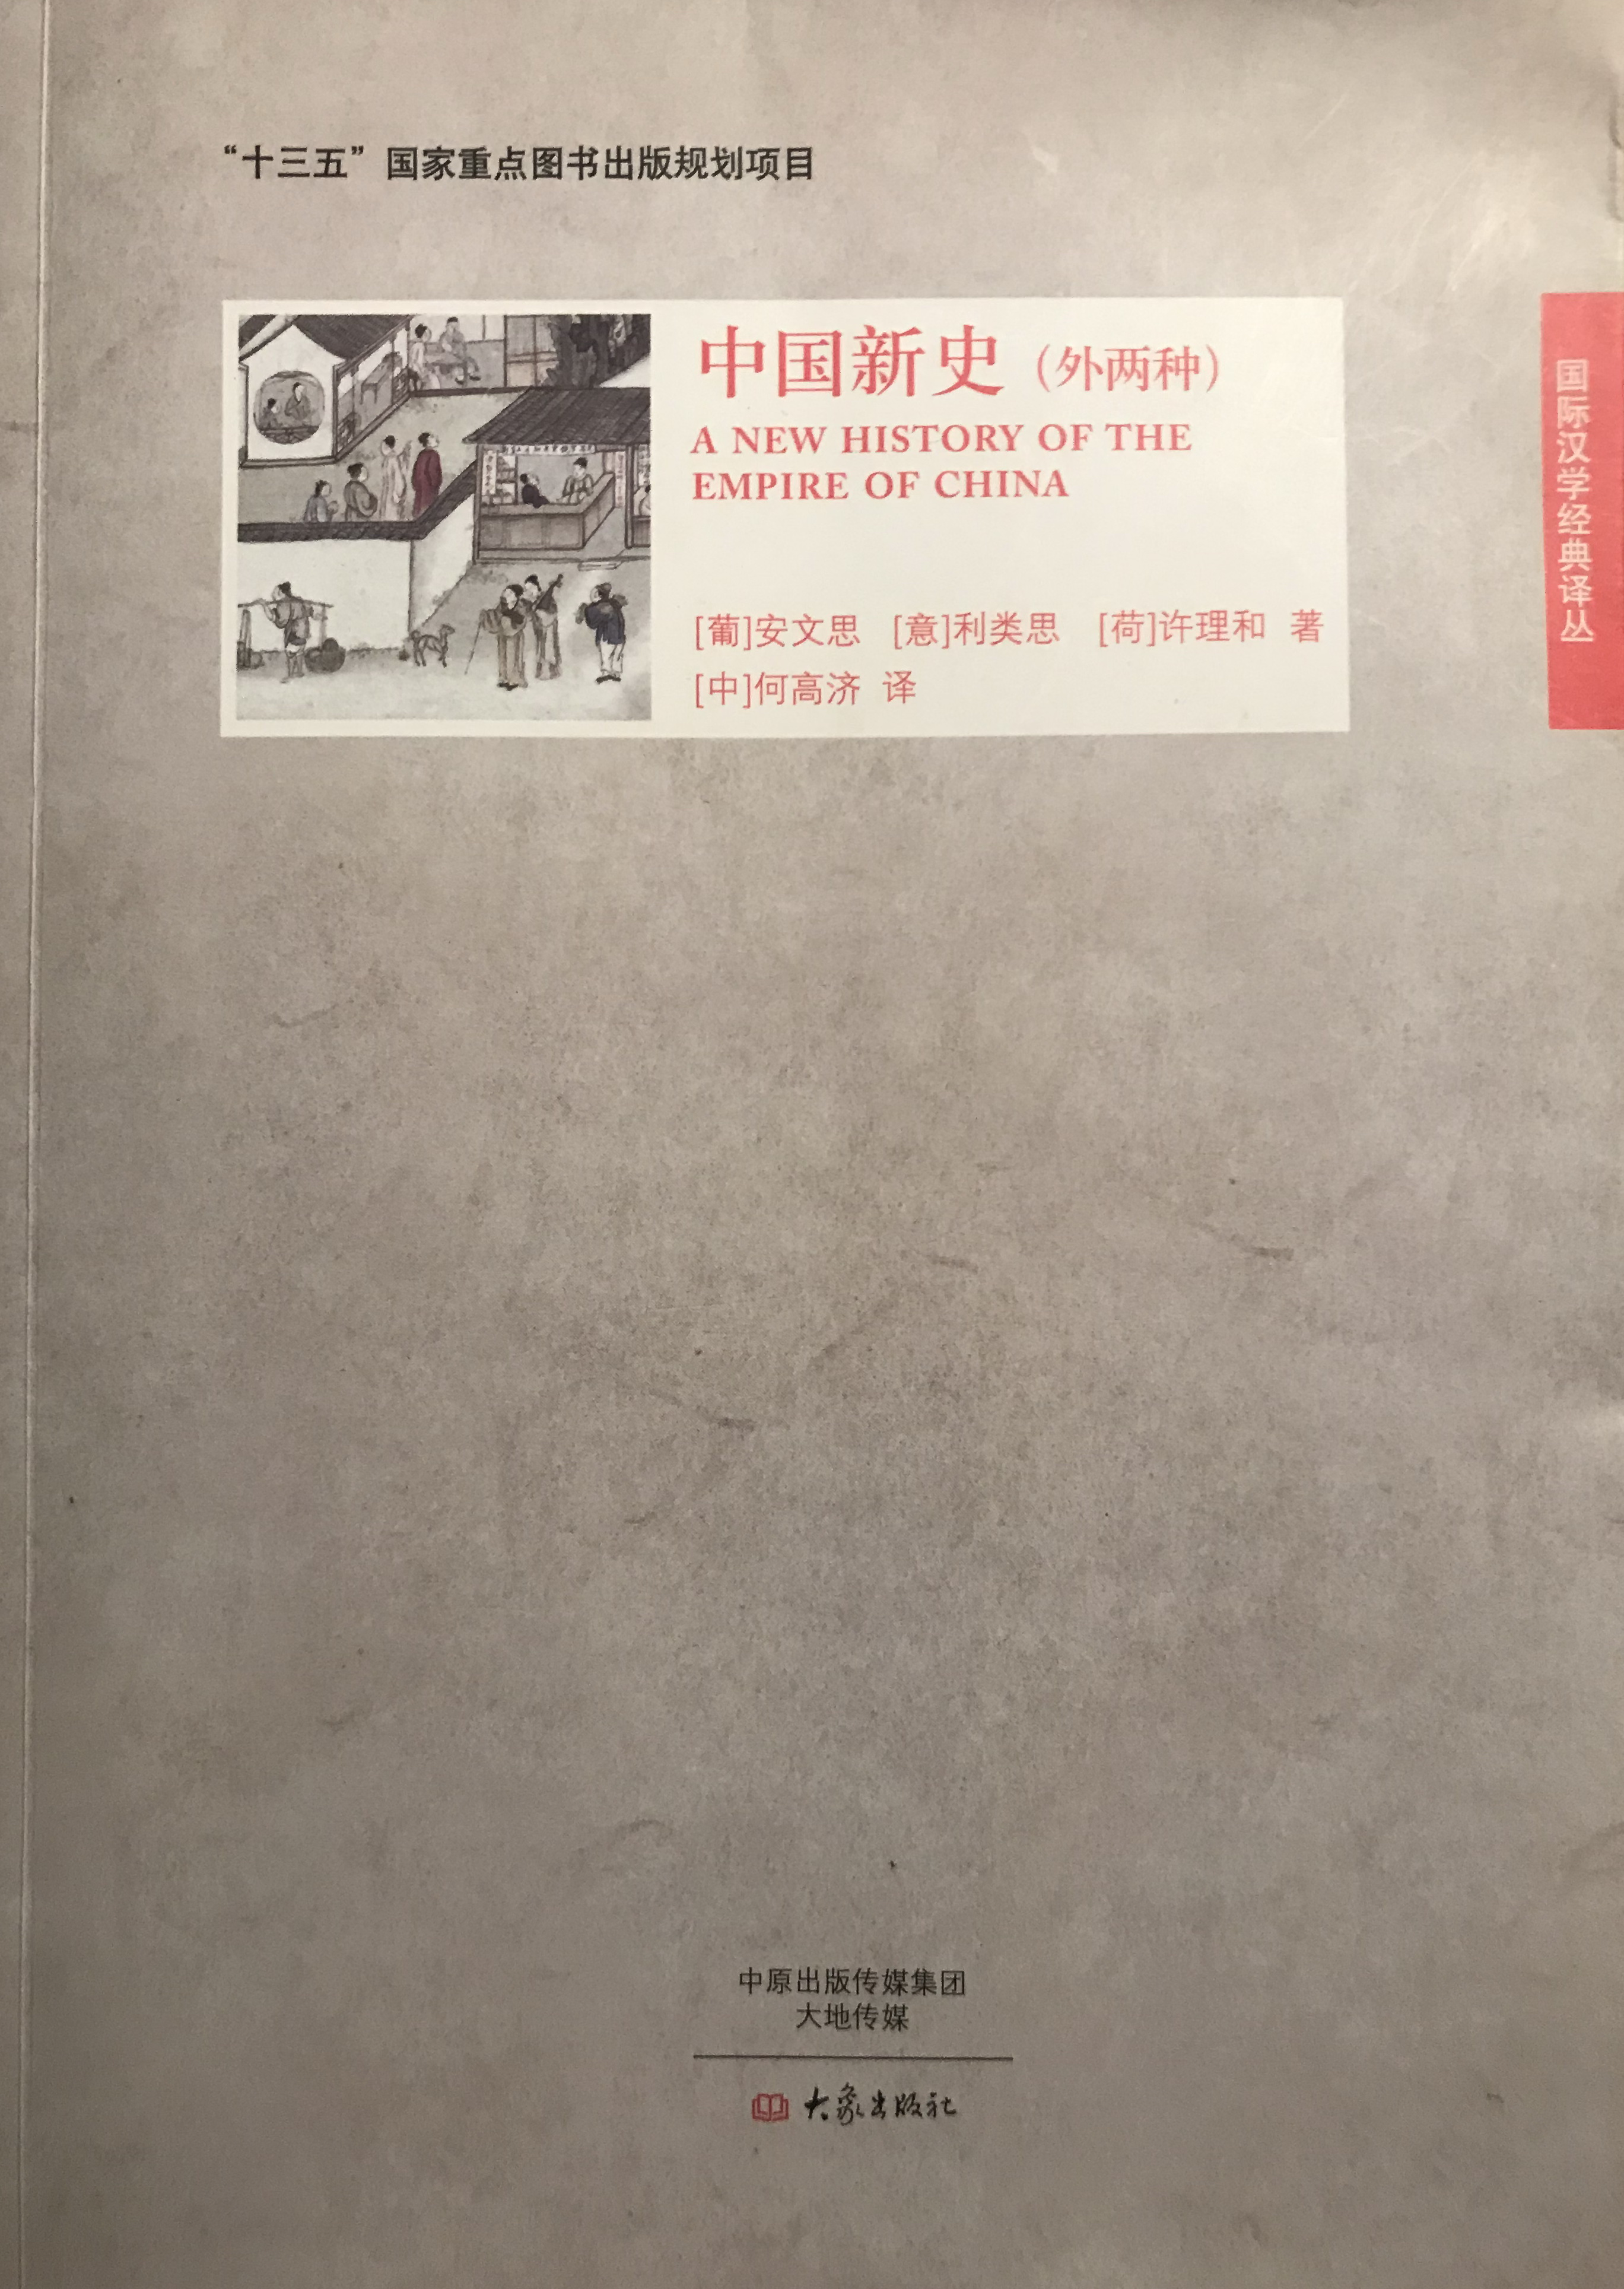 “十三五”国家重点图书出版规划项目
中国新史（外两种）
A NEW HISTORY OF THE
EMPIRE OF CHINA
[葡]安文思 [意]利类思 [荷]许理和 著
[中]何高济 译
国际汉学经典译丛
中原出版传媒集团
大地传媒
大象出版社